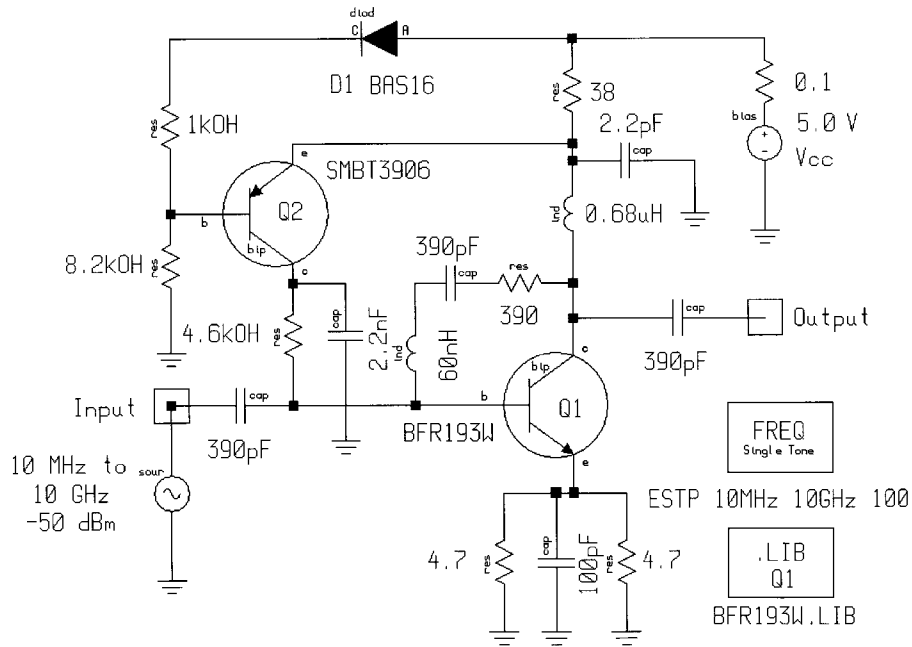 diod
C A
D1 BAS16
res
38
res
0.1
bias
5.0 V
Vcc
+
-
res
1kOH
2.2pF
cap
e
SMBT3906
Q2
b
bip
c
ind
0.68uH
390pF
cap
res
390
8.2kOH
res
4.6kOH
res
cap
2.2nF
ind
60nH
cap
390pF
Output
Input
cap
390pF
b
bip
c
Q1
e
BFR193W
10 MHz to
10 GHz
-50 dBm
sour
FREQ
Single Tone
ESTP 10MHz 10GHz 100
4.7
res
cap
100pF
res
4.7
.LIB
Q1
BFR193W.LIB